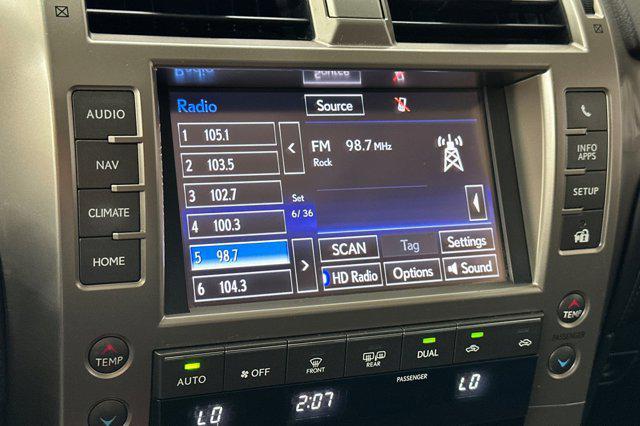 AUDIO
NAV
CLIMATE
HOME
Radio
Source
1 105.1
2 103.5
3 102.7
4 100.3
5 98.7
6 104.3
Set
6/36
FM 98.7 MHz
Rock
SCAN
Tag
Settings
HD Radio
Options
Sound
INFO
APPS
SETUP
TEMP
AUTO
OFF
FRONT
REAR
DUAL
PASSENGER
PASSENGER
TEMP
LO
2:07
LO